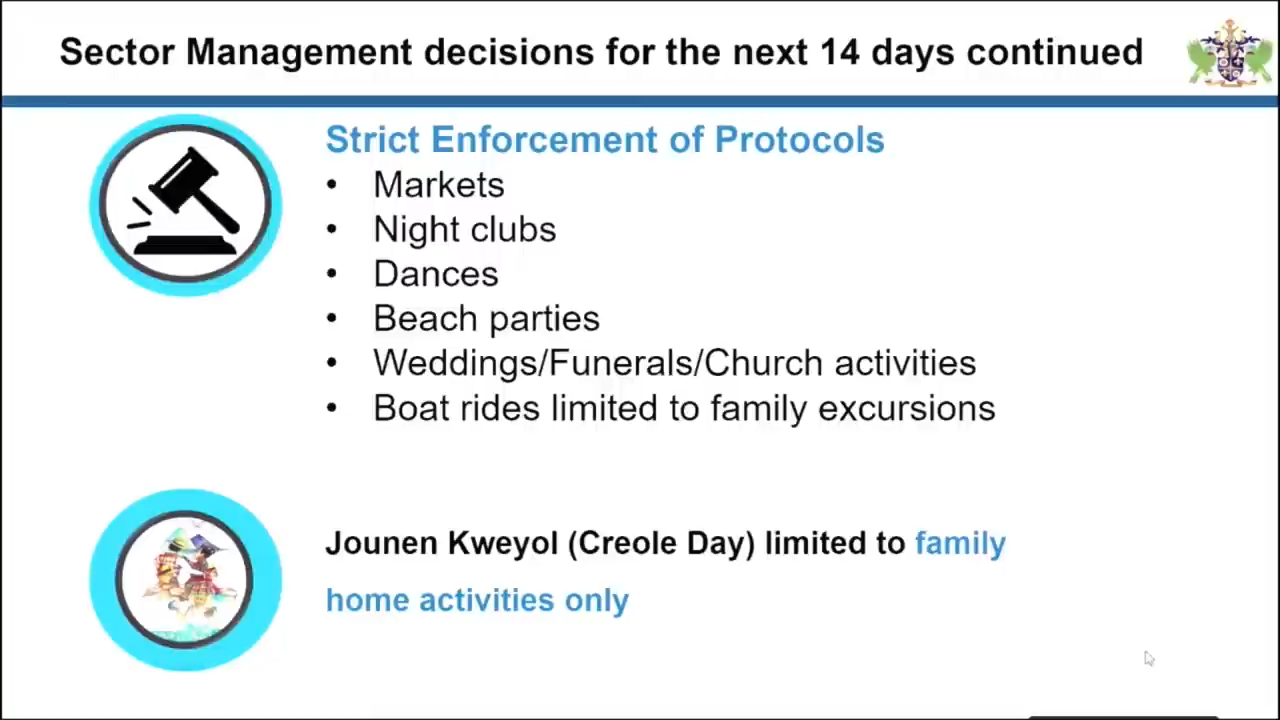 Sector Management decisions for the next 14 days continued
Strict Enforcement of Protocols
• Markets
• Night clubs
• Dances
• Beach parties
• Weddings/Funerals/Church activities
• Boat rides limited to family excursions
Jounen Kweyol (Creole Day) limited to family
home activities only